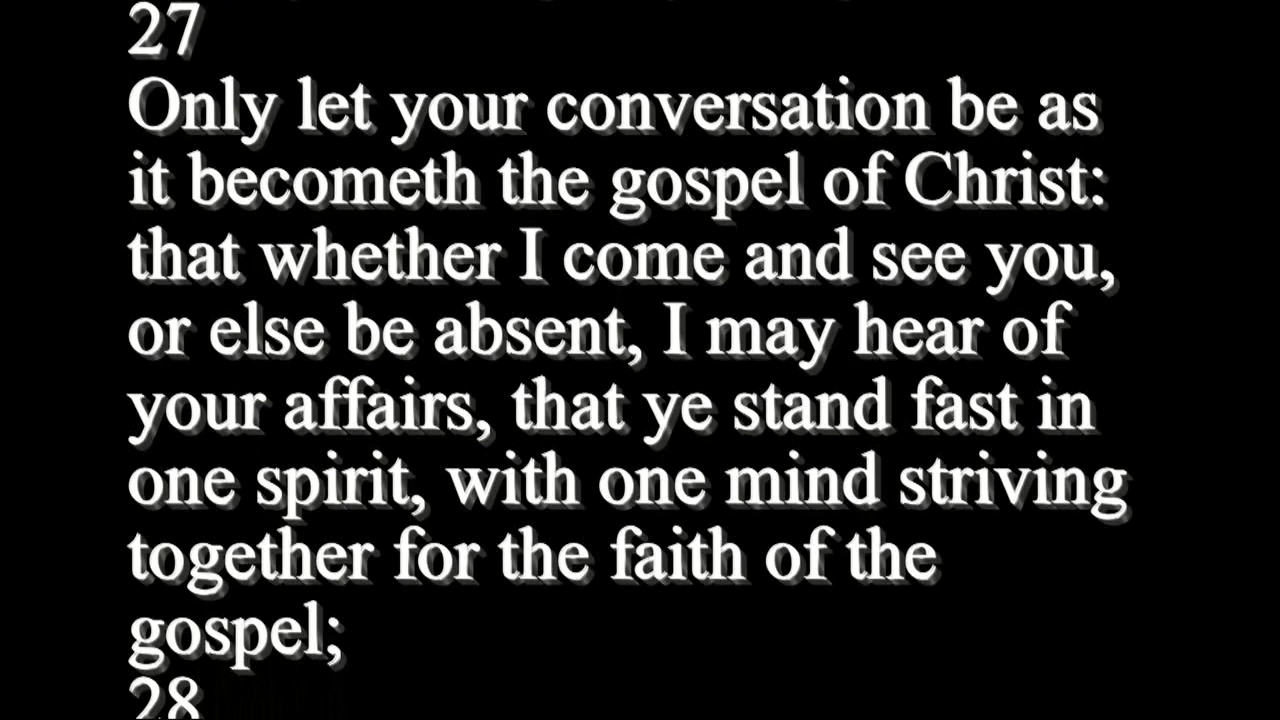 27
Only let your conversation be as
it becometh the gospel of Christ:
that whether I come and see you,
or else be absent, I may hear of
your affairs, that ye stand fast in
one spirit, with one mind striving
together for the faith of the
gospel;
28